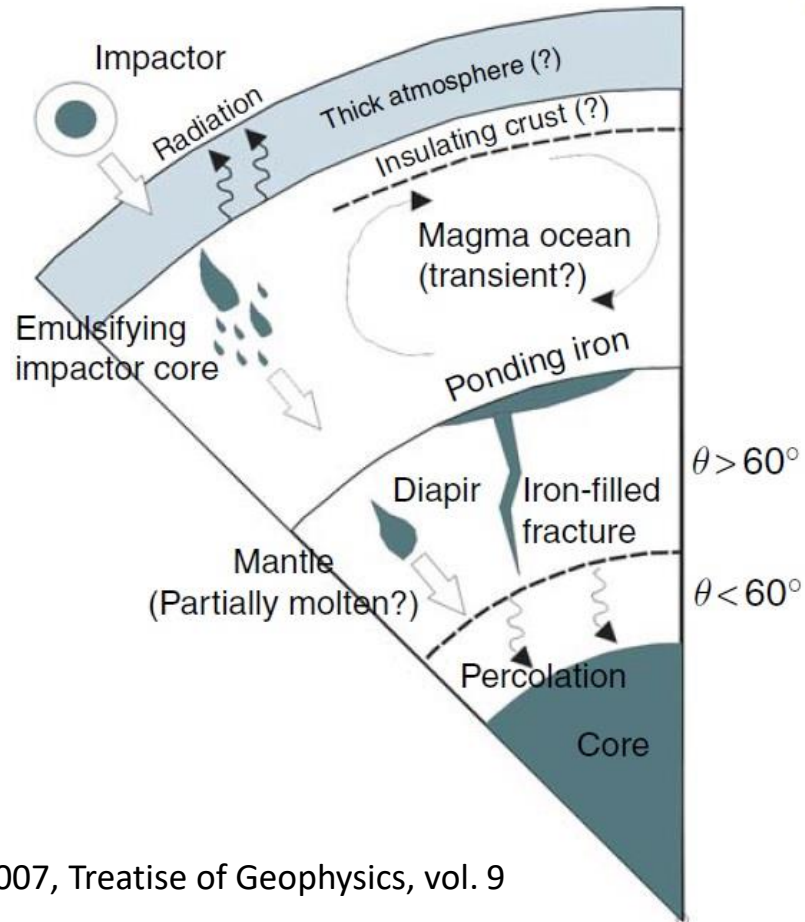 Impactor
Radiation
Thick atmosphere (?)
Insulating crust (?)
Magma ocean
(transient?)
Emulsifying
impactor core
Ponding iron
θ>60°
Diapir
Iron-filled
fracture
Mantle
(Partially molten?)
θ<60°
Percolation
Core
007, Treatise of Geophysics, vol. 9